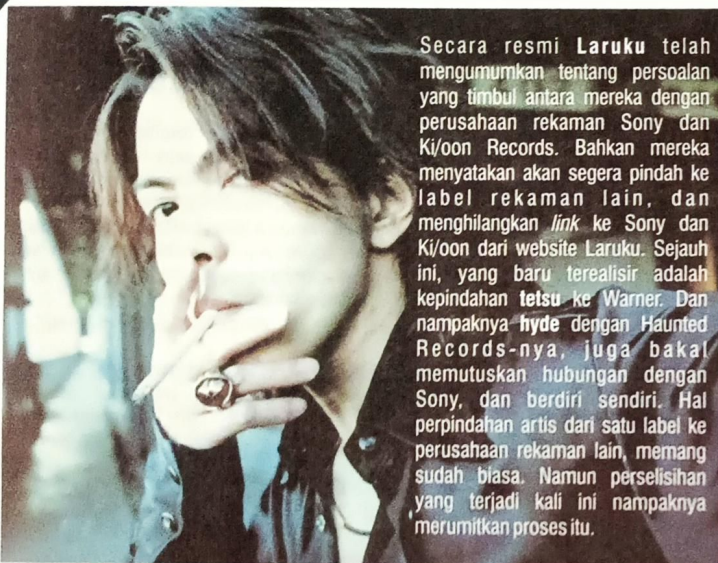 Secara resmi Laruku telah
mengumumkan tentang persoalan
yang timbul antara mereka dengan
perusahaan rekaman Sony dan
Ki/oon Records. Bahkan mereka
menyatakan akan segera pindah ke
label rekaman lain, dan
menghilangkan link ke Sony dan
Ki/oon dari website Laruku. Sejauh
ini, yang baru terealisir adalah
kepindahan tetsu ke Warner. Dan
nampaknya hyde dengan Haunted
Records-nya, juga bakal
memutuskan hubungan dengan
Sony, dan berdiri sendiri. Hal
perpindahan artis dari satu label ke
perusahaan rekaman lain, memang
sudah biasa. Namun perselisihan
yang terjadi kali ini nampaknya
merumitkan proses itu.